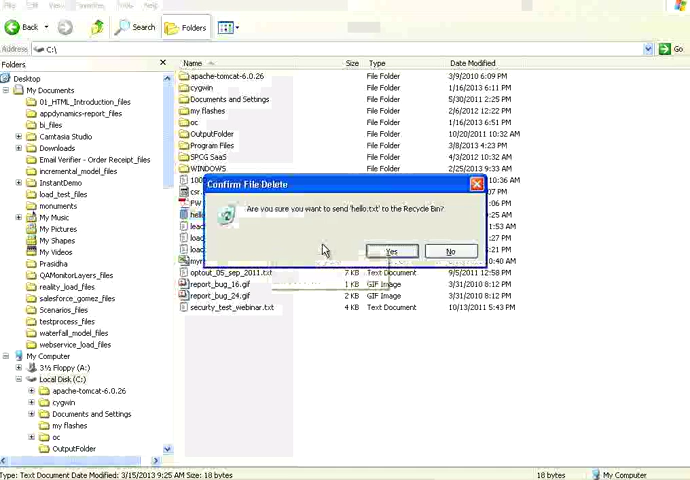 File Edit View Favorites Tools Help
Back Search Folders
Address C:\ Go
Folders
Name Size Type Date Modified
Desktop
My Documents
01_HTML_Introduction_files
appdynamics-report_files
bi_files
Camtasia Studio
Downloads
Email Verifier - Order Receipt_files
incremental_model_files
InstantDemo
load_test_files
monuments
My Music
My Pictures
My Shapes
My Videos
Prasidha
QAMonitorLayers_files
reality_load_files
salesforce_gomez_files
Scenarios_files
testprocess_files
waterfall_model_files
webservice_load_files
My Computer
3½ Floppy (A:)
Local Disk (C:)
apache-tomcat-6.0.26
cygwin
Documents and Settings
my flashes
oc
OutputFolder
apache-tomcat-6.0.26 File Folder 3/9/2010 6:09 PM
cygwin File Folder 1/16/2013 6:11 PM
Documents and Settings File Folder 5/30/2011 2:25 PM
my flashes File Folder 2/6/2012 12:22 PM
oc File Folder 1/16/2013 6:51 PM
OutputFolder File Folder 10/20/2011 10:32 AM
Program Files File Folder 3/8/2013 4:23 PM
SPCG SaaS File Folder 4/3/2012 10:32 AM
WINDOWS File Folder 2/25/2013 9:33 AM
Confirm File Delete
Are you sure you want to send 'hello.txt' to the Recycle Bin?
Yes No
optout_05_sep_2011.txt 7 KB Text Document 9/5/2011 12:58 PM
report_bug_16.gif 1 KB GIF Image 3/31/2010 8:12 PM
report_bug_24.gif 2 KB GIF Image 3/31/2010 8:12 PM
securty_test_webinar.txt 4 KB Text Document 10/13/2011 5:43 PM
Type: Text Document Date Modified: 3/15/2013 9:25 AM Size: 18 bytes 18 bytes My Computer